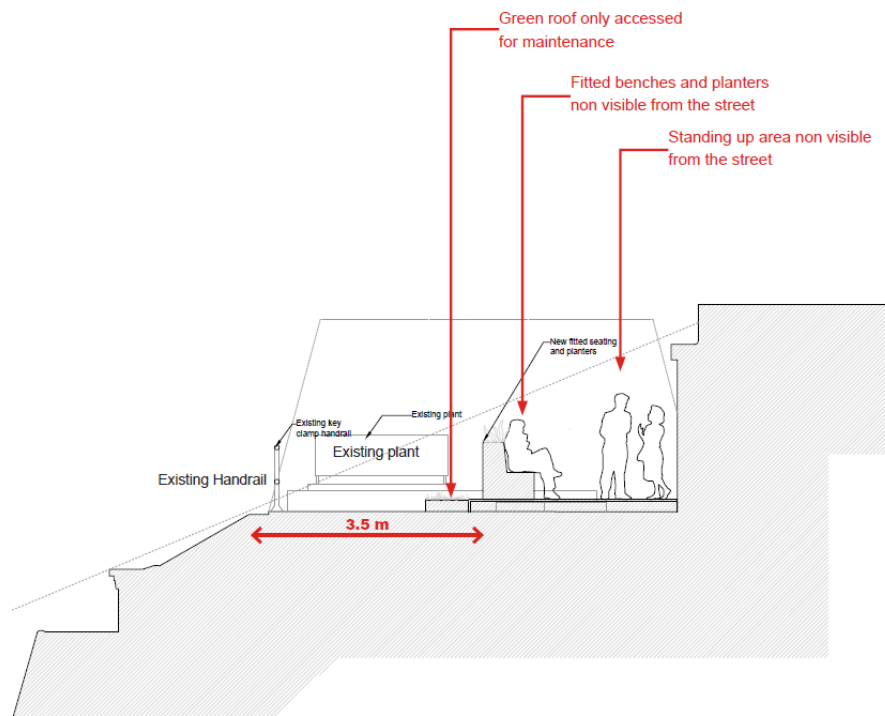 Green roof only accessed
for maintenance
Fitted benches and planters
non visible from the street
Standing up area non visible
from the street
New fitted seating
and planters
Existing plant
Existing key
clamp handrail
Existing plant
Existing Handrail
3.5 m